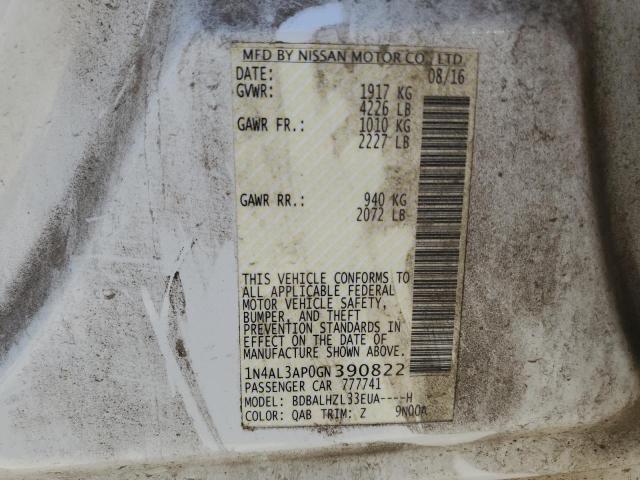 MFD BY NISSAN MOTOR CO., LTD.
DATE: 08/16
GVWR: 1917 KG
4226 LB
GAWR FR.: 1010 KG
2227 LB
GAWR RR.: 940 KG
2072 LB
THIS VEHICLE CONFORMS TO
ALL APPLICABLE FEDERAL
MOTOR VEHICLE SAFETY,
BUMPER, AND THEFT
PREVENTION STANDARDS IN
EFFECT ON THE DATE OF
MANUFACTURE SHOWN ABOVE.
1N4AL3AP0GN390822
PASSENGER CAR 777741
MODEL: BDBALHZL33EUA----H
COLOR: QAB TRIM: Z 9N00A